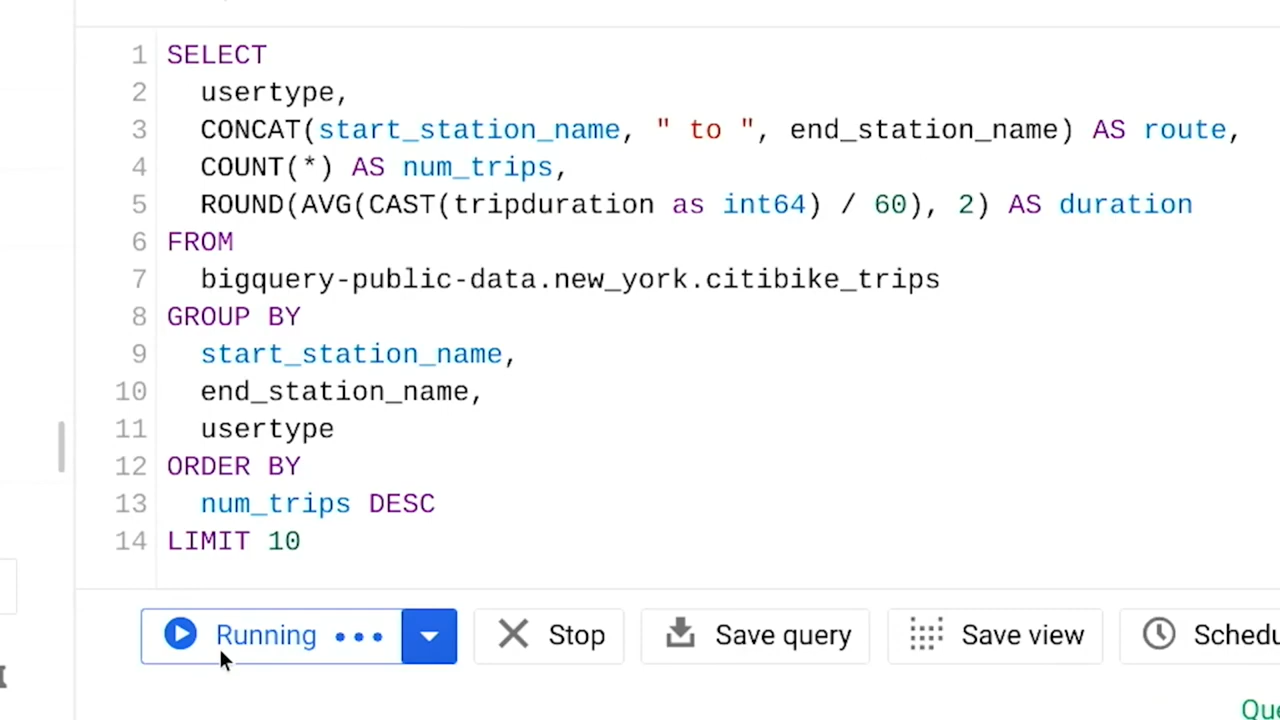 1 SELECT
2 usertype,
3 CONCAT(start_station_name, " to ", end_station_name) AS route,
4 COUNT(*) AS num_trips,
5 ROUND(AVG(CAST(tripduration as int64) / 60), 2) AS duration
6 FROM
7 bigquery-public-data.new_york.citibike_trips
8 GROUP BY
9 start_station_name,
10 end_station_name,
11 usertype
12 ORDER BY
13 num_trips DESC
14 LIMIT 10
Running ••• Stop Save query Save view Schedu
Que